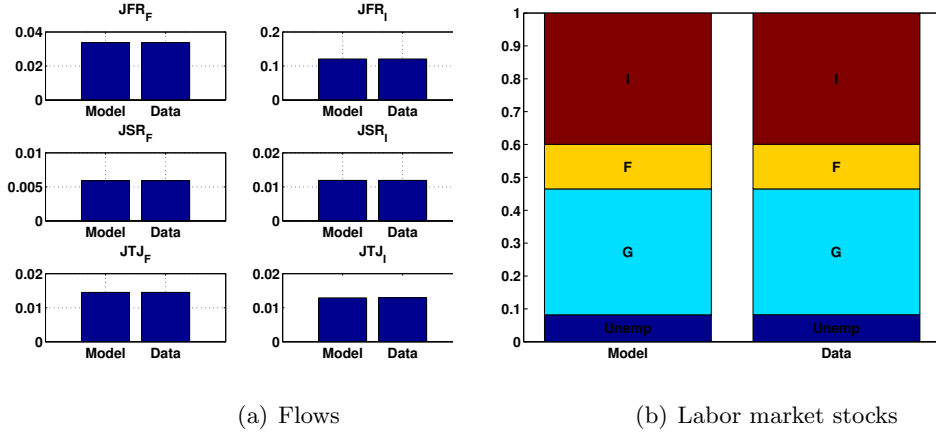 JFR_F
0.04
0.02
0
Model Data
JFR_I
0.2
0.1
0
Model Data
JSR_F
0.01
0.005
0
Model Data
JSR_I
0.02
0.01
0
Model Data
JTJ_F
0.02
0.01
0
Model Data
JTJ_I
0.02
0.01
0
Model Data
(a) Flows
1
0.9
0.8
0.7
0.6
0.5
0.4
0.3
0.2
0.1
0
I I
F F
G G
Unemp Unemp
Model Data
(b) Labor market stocks